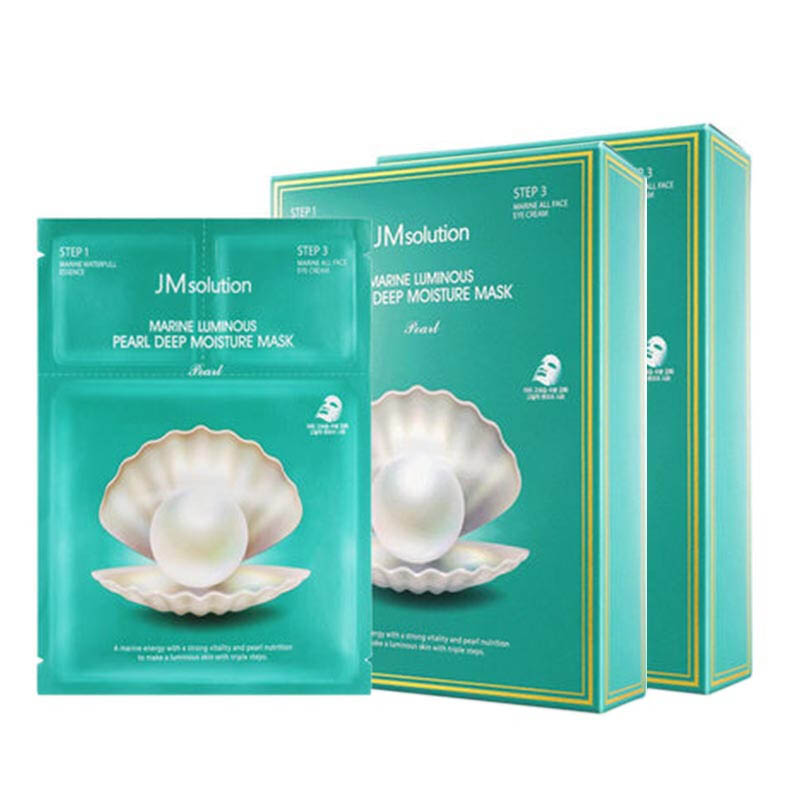 STEP 1
MARINE WATERFULL
ESSENCE
STEP 3
MARINE ALL FACE
EYE CREAM
JMsolution
MARINE LUMINOUS
PEARL DEEP MOISTURE MASK
Pearl
A marine energy with a strong vitality and pearl nutrition
to make a luminous skin with triple steps.
STEP 1
STEP 3
MARINE ALL FACE
EYE CREAM
JMsolution
MARINE LUMINOUS
DEEP MOISTURE MASK
Pearl
energy with a strong vitality and pearl nutrition
a luminous skin with triple steps.
3
ALL FACE